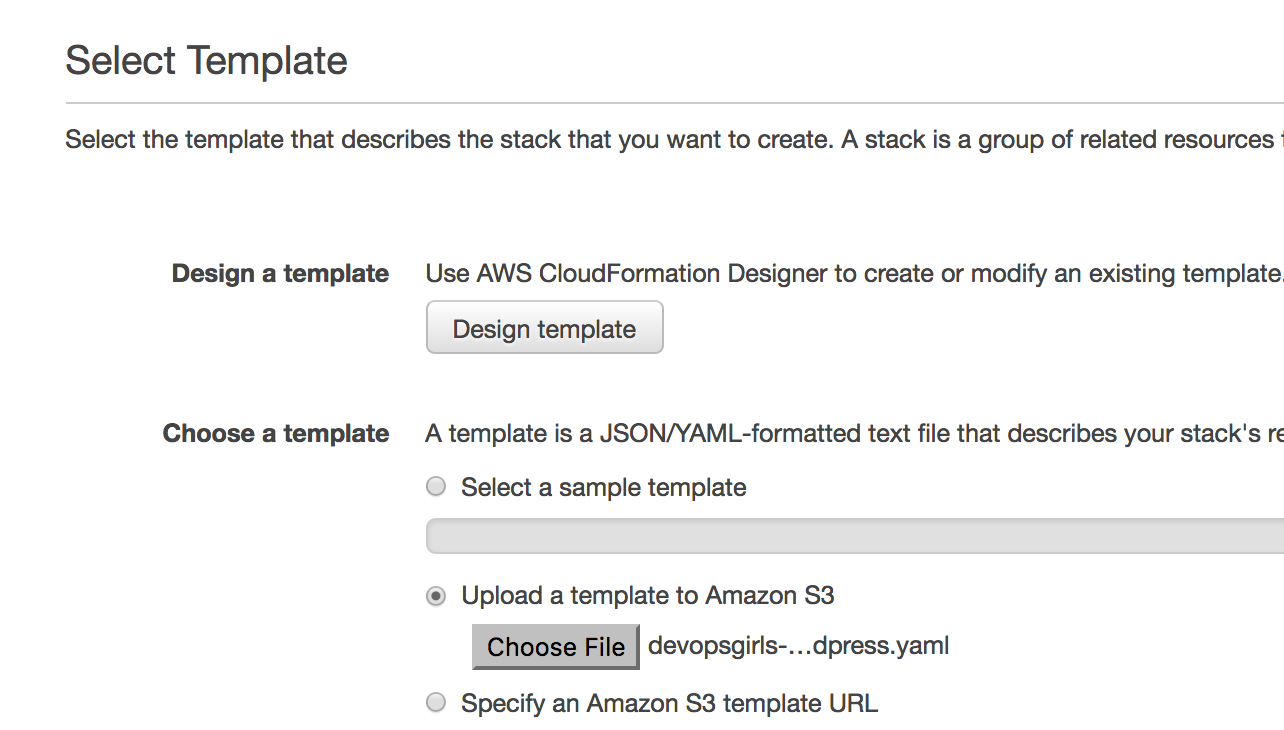 Select Template
Select the template that describes the stack that you want to create. A stack is a group of related resources
Design a template
Use AWS CloudFormation Designer to create or modify an existing template.
Design template
Choose a template
A template is a JSON/YAML-formatted text file that describes your stack's re
Select a sample template
Upload a template to Amazon S3
Choose File devopsgirls-...dpress.yaml
Specify an Amazon S3 template URL